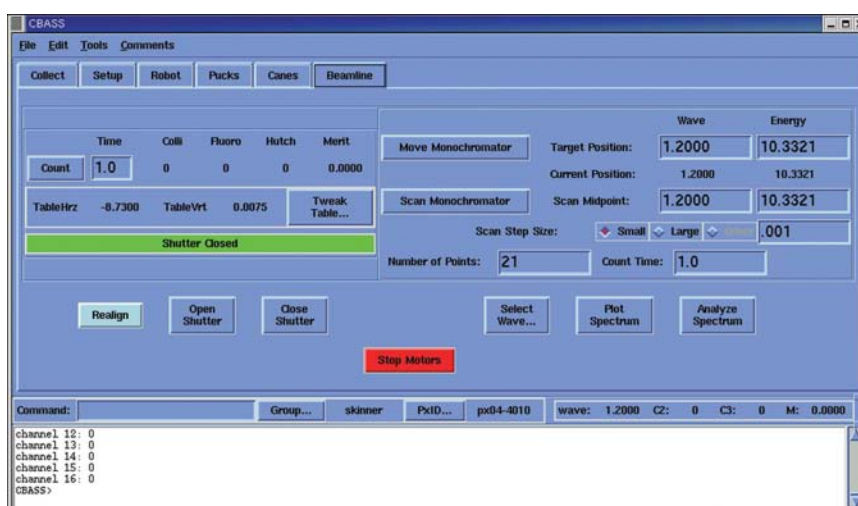 CBASS
File Edit Tools Comments
Collect Setup Robot Pucks Canes Beamline
Wave Energy
Time Colli Fluoro Hutch Merit
Count 1.0 0 0 0 0.0000
Move Monochromator Target Position: 1.2000 10.3321
Current Position: 1.2000 10.3321
TableHrz -8.7300 TableVrt 0.0075 Tweak Table...
Scan Monochromator Scan Midpoint: 1.2000 10.3321
Shutter Closed
Scan Step Size: Small Large .001
Number of Points: 21 Count Time: 1.0
Realign Open Shutter Close Shutter Select Wave... Plot Spectrum Analyze Spectrum
Stop Motors
Command: Group... skinner PxID... px04-4010 wave: 1.2000 C2: 0 C3: 0 M: 0.0000
channel 12: 0
channel 13: 0
channel 14: 0
channel 15: 0
channel 16: 0
CBASS>